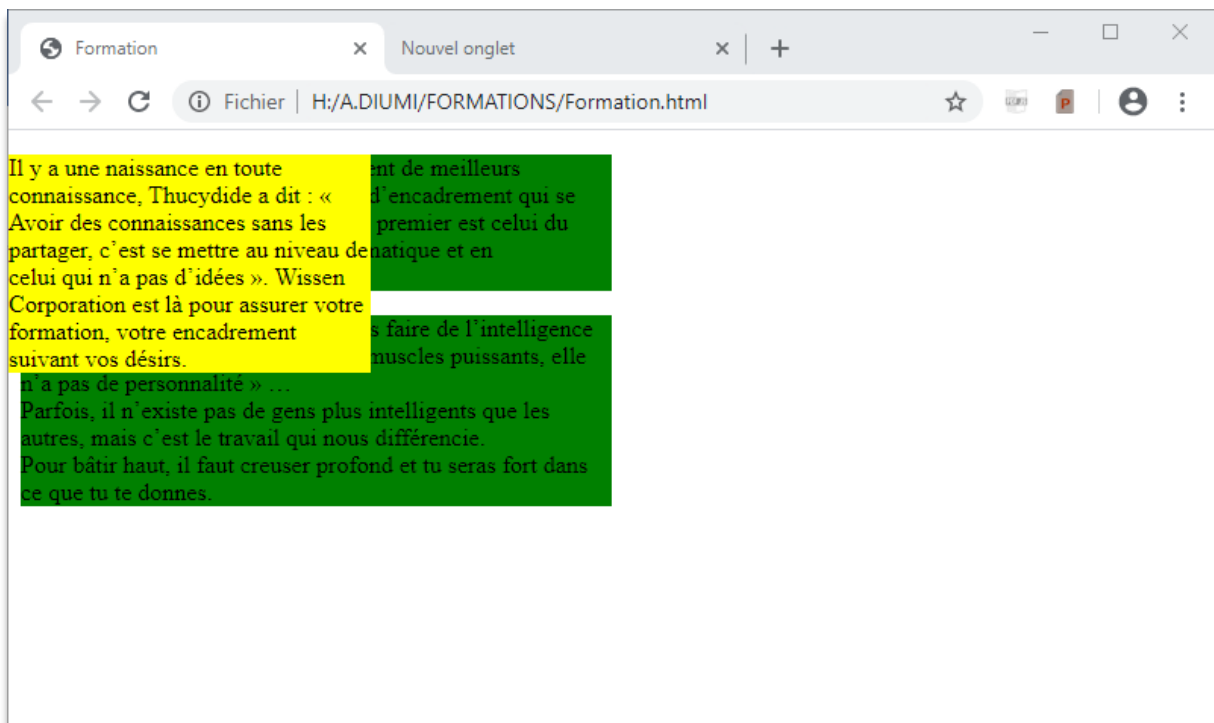 Formation
Nouvel onglet
Fichier
H:/A.DIUMI/FORMATIONS/Formation.html
P
Il y a une naissance en toute
connaissance, Thucydide a dit : «
Avoir des connaissances sans les
partager, c’est se mettre au niveau de
celui qui n’a pas d’idées ». Wissen
Corporation est là pour assurer votre
formation, votre encadrement
suivant vos désirs.
de meilleurs
d’encadrement qui se
premier est celui du
et en
faire de l’intelligence
muscles puissants, elle
n’a pas de personnalité » …
Parfois, il n’existe pas de gens plus intelligents que les
autres, mais c’est le travail qui nous différencie.
Pour bâtir haut, il faut creuser profond et tu seras fort dans
ce que tu te donnes.